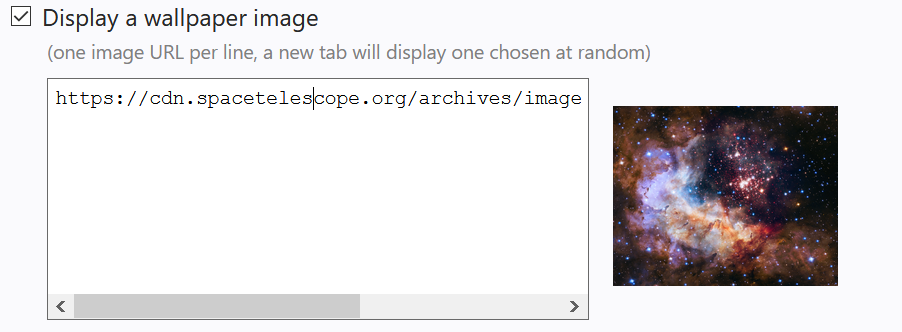 Display a wallpaper image
(one image URL per line, a new tab will display one chosen at random)
https://cdn.spacetelescope.org/archives/image